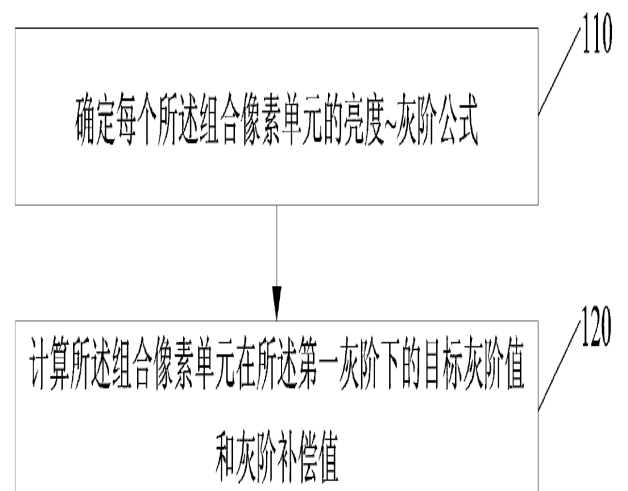 110
确定每个所述组合像素单元的亮度~灰阶公式
120
计算所述组合像素单元在所述第一灰阶下的目标灰阶值
和灰阶补偿值